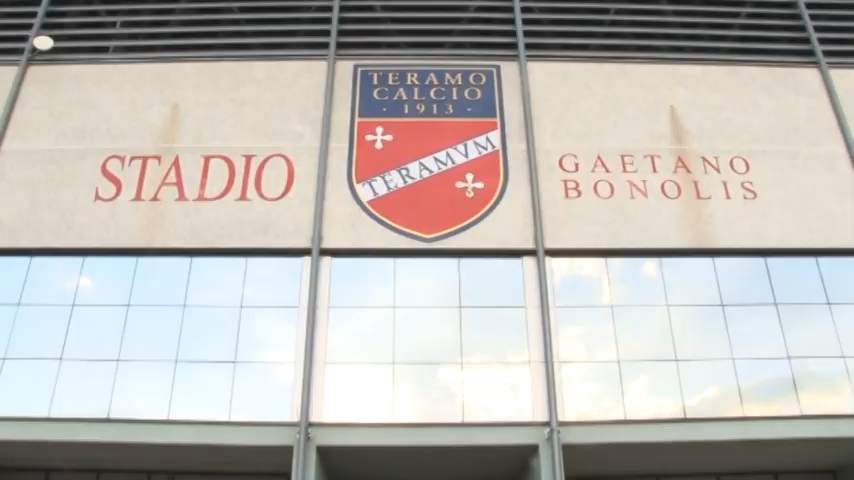 TERAMO
CALCIO
· 1913 ·
TERAMVM
STADIO
GAETANO
BONOLIS